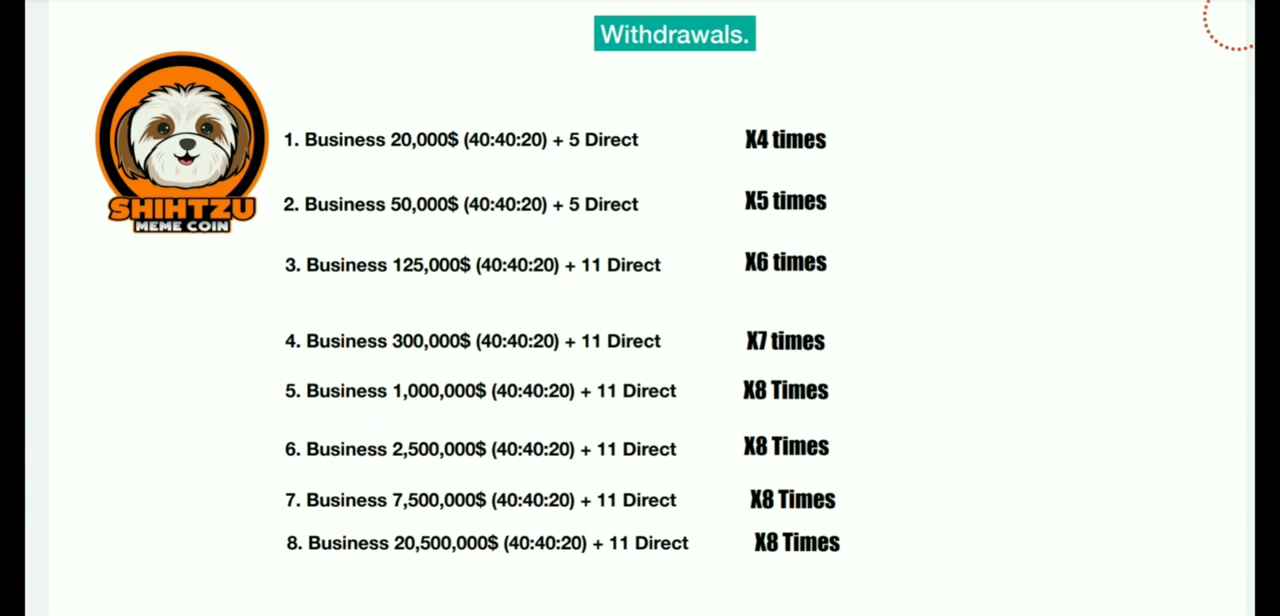 Withdrawals.
SHIHTZU
MEME COIN
1. Business 20,000$ (40:40:20) + 5 Direct X4 times
2. Business 50,000$ (40:40:20) + 5 Direct X5 times
3. Business 125,000$ (40:40:20) + 11 Direct X6 times
4. Business 300,000$ (40:40:20) + 11 Direct X7 times
5. Business 1,000,000$ (40:40:20) + 11 Direct X8 Times
6. Business 2,500,000$ (40:40:20) + 11 Direct X8 Times
7. Business 7,500,000$ (40:40:20) + 11 Direct X8 Times
8. Business 20,500,000$ (40:40:20) + 11 Direct X8 Times